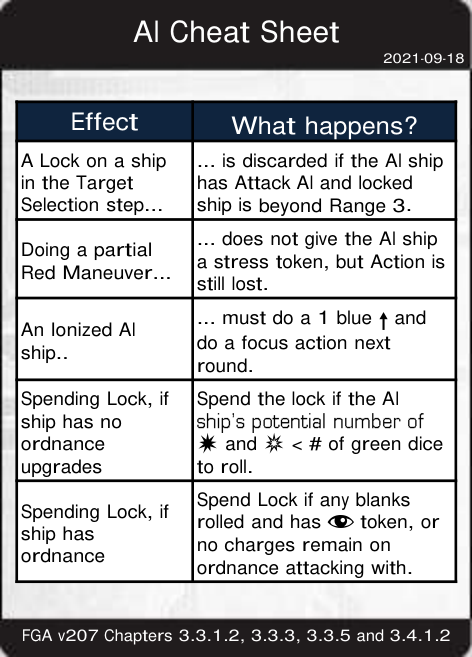 AI Cheat Sheet
2021-09-18
Effect
What happens?
A Lock on a ship
in the Target
Selection step...
... is discarded if the AI ship
has Attack AI and locked
ship is beyond Range 3.
Doing a partial
Red Maneuver...
... does not give the AI ship
a stress token, but Action is
still lost.
An Ionized AI
ship..
... must do a 1 blue ↑ and
do a focus action next
round.
Spending Lock, if
ship has no
ordnance
upgrades
Spend the lock if the AI
ship's potential number of
and < # of green dice
to roll.
Spending Lock, if
ship has
ordnance
Spend Lock if any blanks
rolled and has token, or
no charges remain on
ordnance attacking with.
FGA v207 Chapters 3.3.1.2, 3.3.3, 3.3.5 and 3.4.1.2